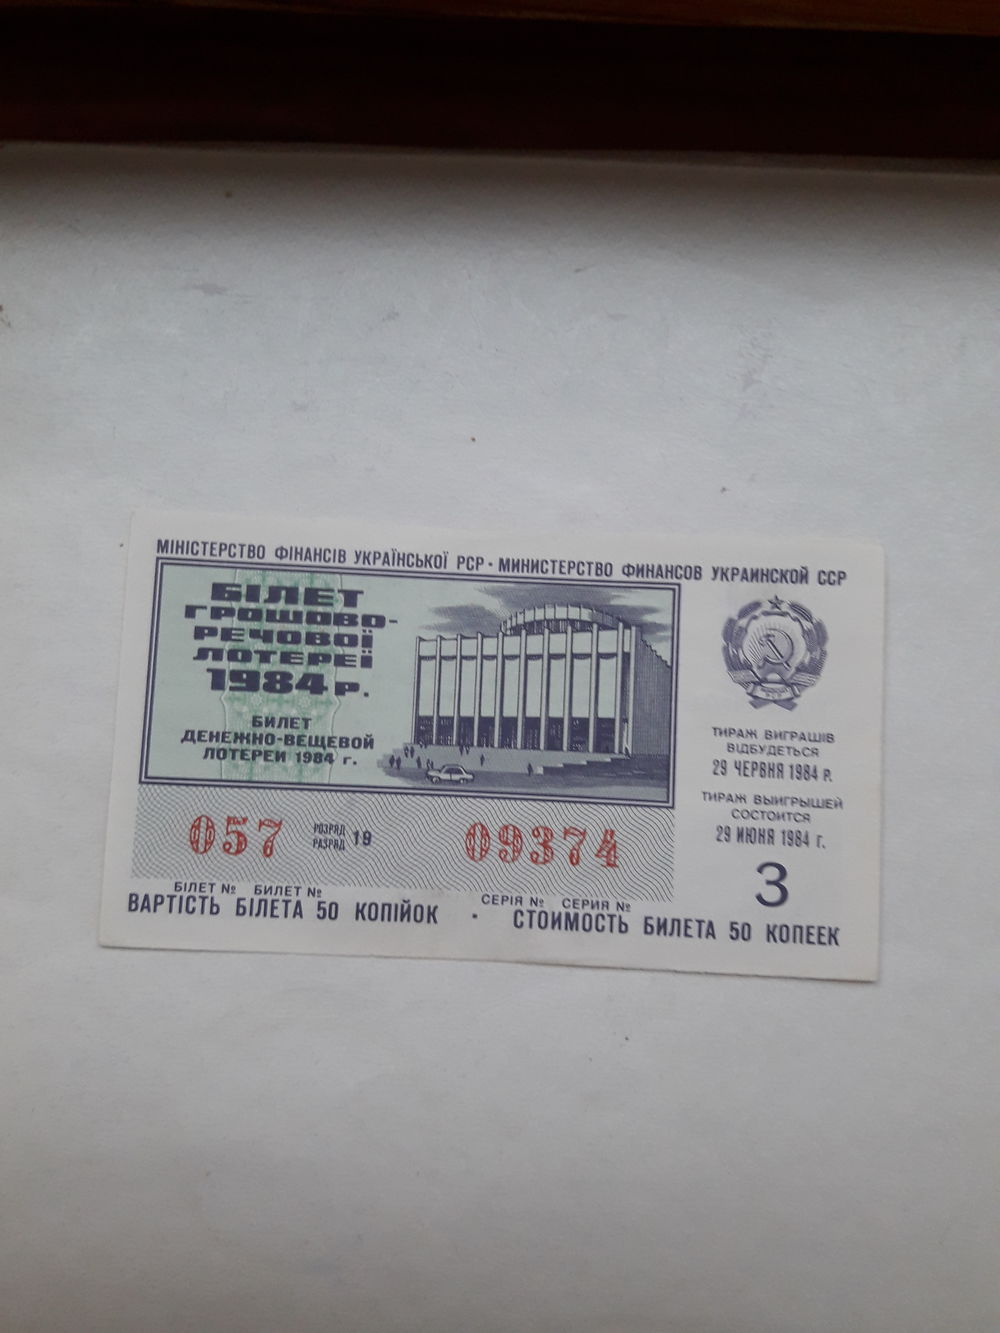 МІНІСТЕРСТВО ФІНАНСІВ УКРАЇНСЬКОЇ РСР · МИНИСТЕРСТВО ФИНАНСОВ УКРАИНСКОЙ ССР
БІЛЕТ
ГРОШОВО-
РЕЧОВОЇ
ЛОТЕРЕЇ
1984 р.
БИЛЕТ
ДЕНЕЖНО-ВЕЩЕВОЙ
ЛОТЕРЕИ 1984 г.
ТИРАЖ ВИГРАШІВ
ВІДБУДЕТЬСЯ
29 ЧЕРВНЯ 1984 р.
ТИРАЖ ВЫИГРЫШЕЙ
СОСТОИТСЯ
29 ИЮНЯ 1984 г.
3
057 РОЗРЯД РАЗРЯД 19 09374
БІЛЕТ № БИЛЕТ № СЕРІЯ № СЕРИЯ №
ВАРТІСТЬ БІЛЕТА 50 КОПІЙОК · СТОИМОСТЬ БИЛЕТА 50 КОПЕЕК